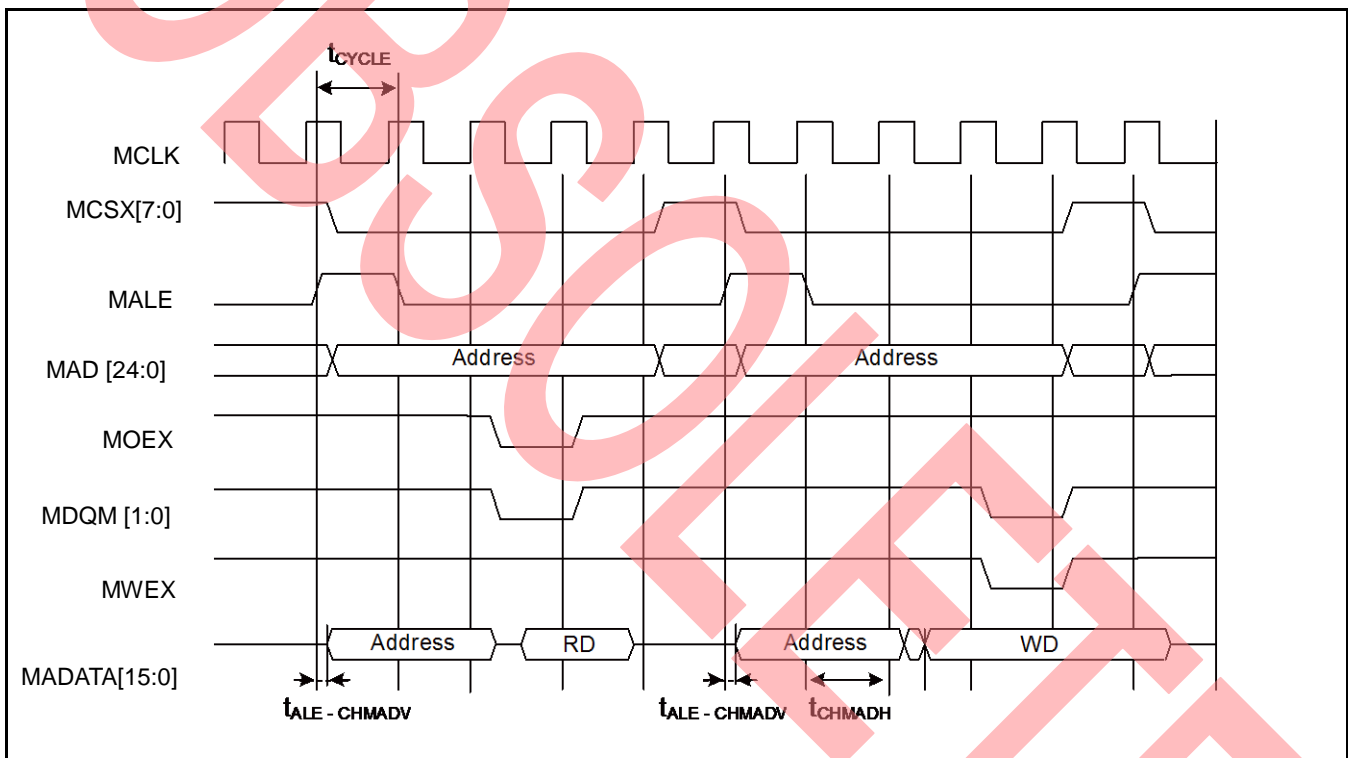 tCYCLE
MCLK
MCSX[7:0]
MALE
MAD [24:0]
Address
Address
MOEX
MDQM [1:0]
MWEX
MADATA[15:0]
Address
RD
Address
WD
tALE - CHMADV
tALE - CHMADV
tCHMADH
OBSOLETE